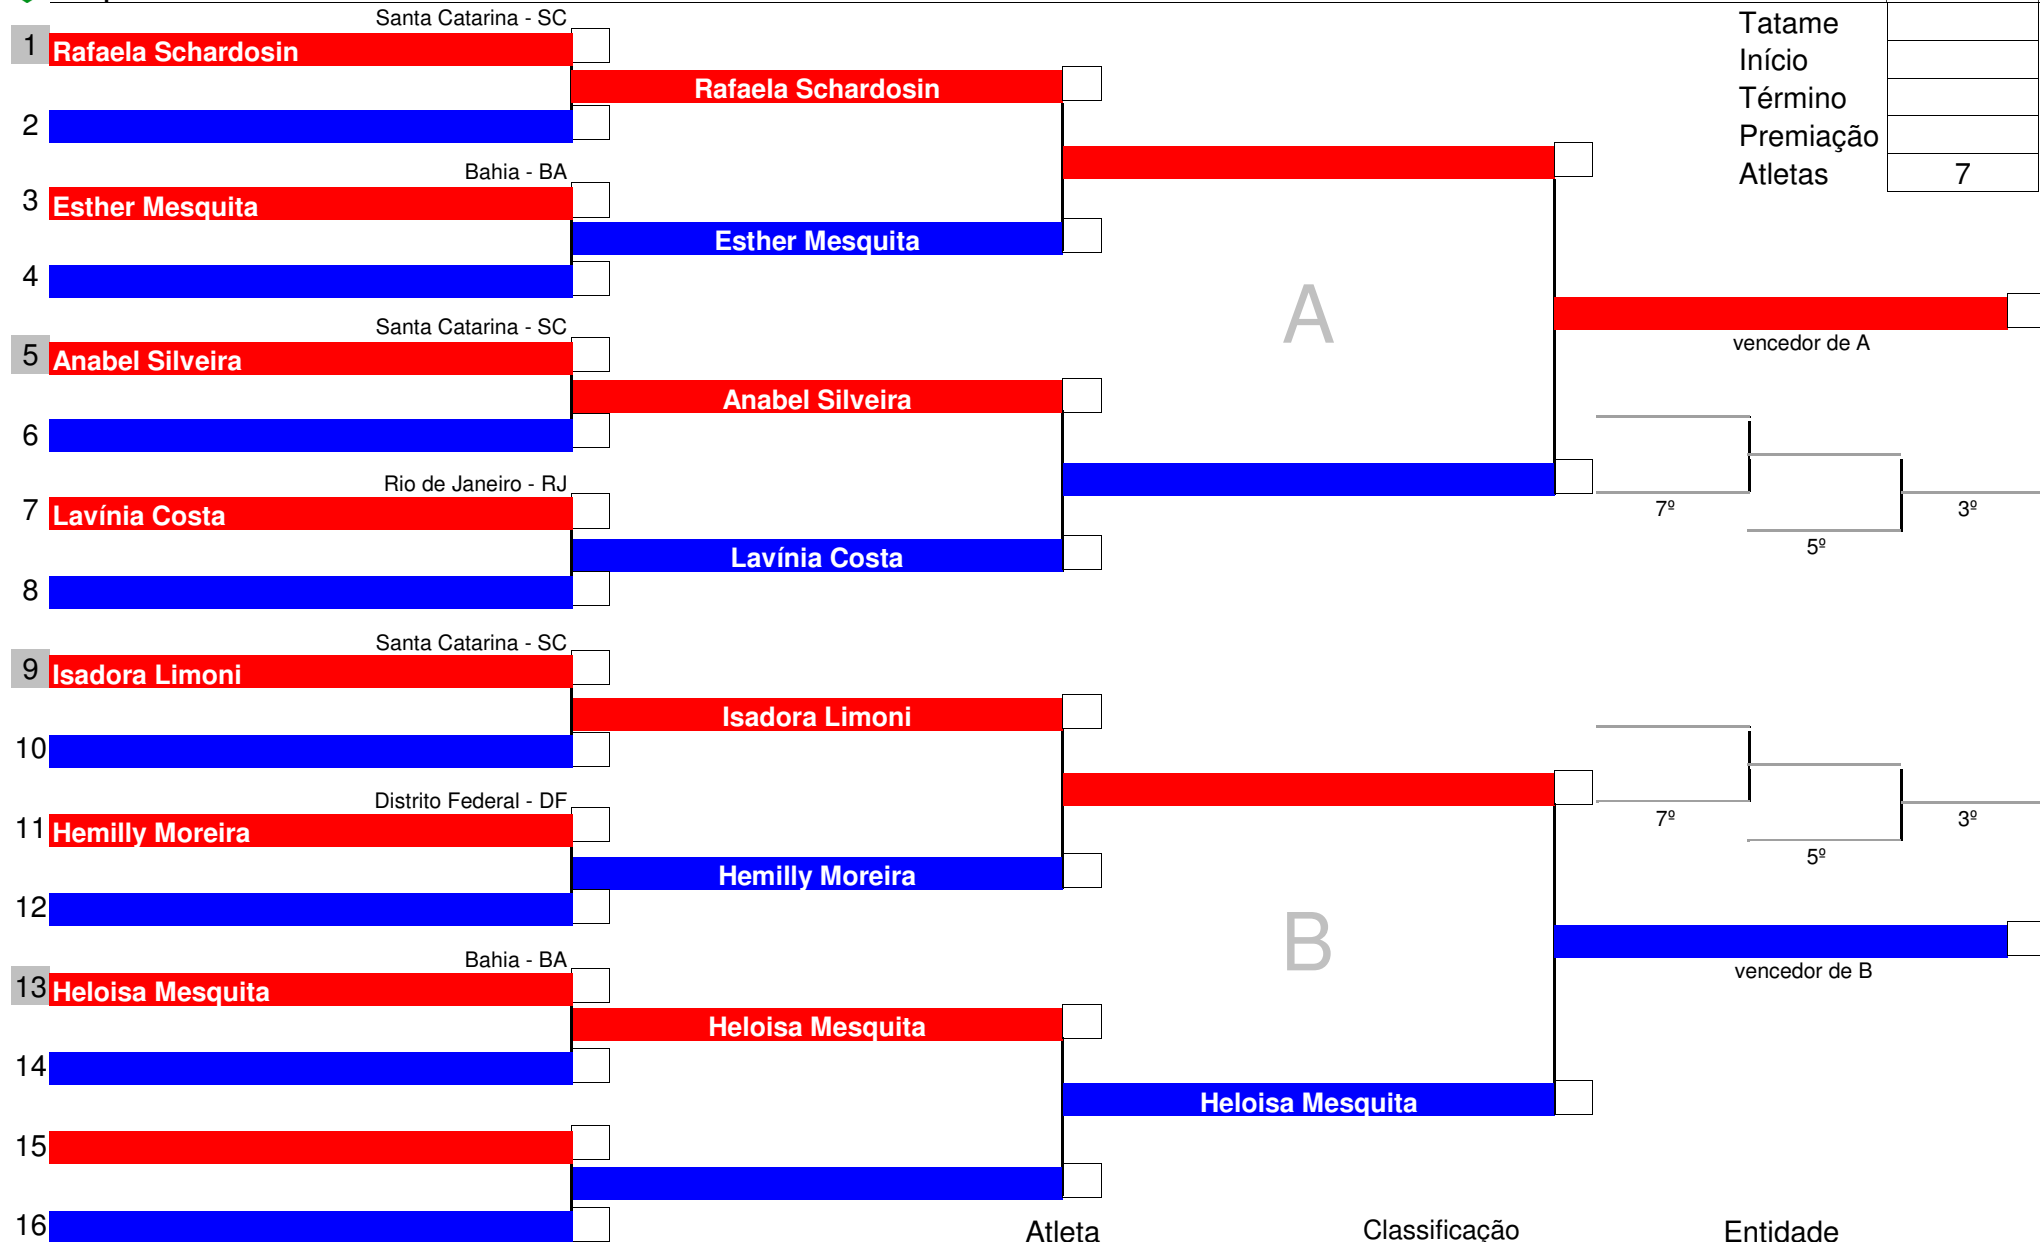 Santa Catarina - SC
1 Rafaela Schardosin
Rafaela Schardosin
2
Bahia - BA
3 Esther Mesquita
Esther Mesquita
4
Santa Catarina - SC
5 Anabel Silveira
Anabel Silveira
6
Rio de Janeiro - RJ
7 Lavínia Costa
Lavínia Costa
8
Santa Catarina - SC
9 Isadora Limoni
Isadora Limoni
10
Distrito Federal - DF
11 Hemilly Moreira
Hemilly Moreira
12
Bahia - BA
13 Heloisa Mesquita
Heloisa Mesquita
14
Heloisa Mesquita
15
16
A
B
Tatame
Início
Término
Premiação
Atletas 7
vencedor de A
7º 3º
5º
7º 3º
5º
vencedor de B
Atleta Classificação Entidade